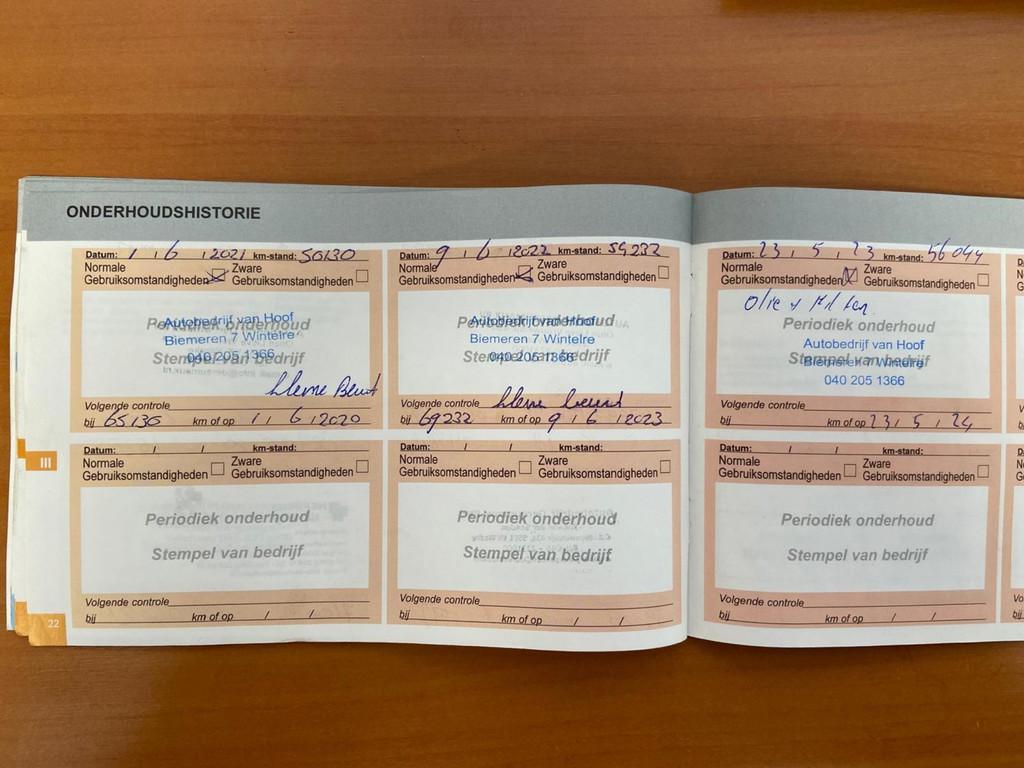 ONDERHOUDSHISTORIE
Datum: 1 / 6 / 2021 km-stand: 50130
Normale Gebruiksomstandigheden Zware Gebruiksomstandigheden
Periodiek onderhoud
Autobedrijf van Hoof
Biemeren 7 Wintelre
Stempel van bedrijf
040 205 1366
Kleine Beurt
Volgende controle
bij 65130 km of op 1 / 6 / 2020
Datum: 9 / 6 / 2022 km-stand: 54232
Normale Gebruiksomstandigheden Zware Gebruiksomstandigheden
Periodiek onderhoud
Autobedrijf van Hoof
Biemeren 7 Wintelre
Stempel van bedrijf
040 205 1366
Kleine beurt
Volgende controle
bij 69232 km of op 9 / 6 / 2023
Datum: 23 / 5 / 23 km-stand: 56044
Normale Gebruiksomstandigheden Zware Gebruiksomstandigheden
Olie + Filter
Periodiek onderhoud
Autobedrijf van Hoof
Stempel van bedrijf
Biemeren 7 Wintelre
040 205 1366
Volgende controle
bij km of op 23 / 5 / 24
Datum: / / km-stand:
Normale Gebruiksomstandigheden Zware Gebruiksomstandigheden
Periodiek onderhoud
Stempel van bedrijf
Volgende controle
bij km of op / /
Datum: / / km-stand:
Normale Gebruiksomstandigheden Zware Gebruiksomstandigheden
Periodiek onderhoud
Stempel van bedrijf
Volgende controle
bij km of op / /
Datum: / / km-stand:
Normale Gebruiksomstandigheden Zware Gebruiksomstandigheden
Periodiek onderhoud
Stempel van bedrijf
Volgende controle
bij km of op / /
III
22